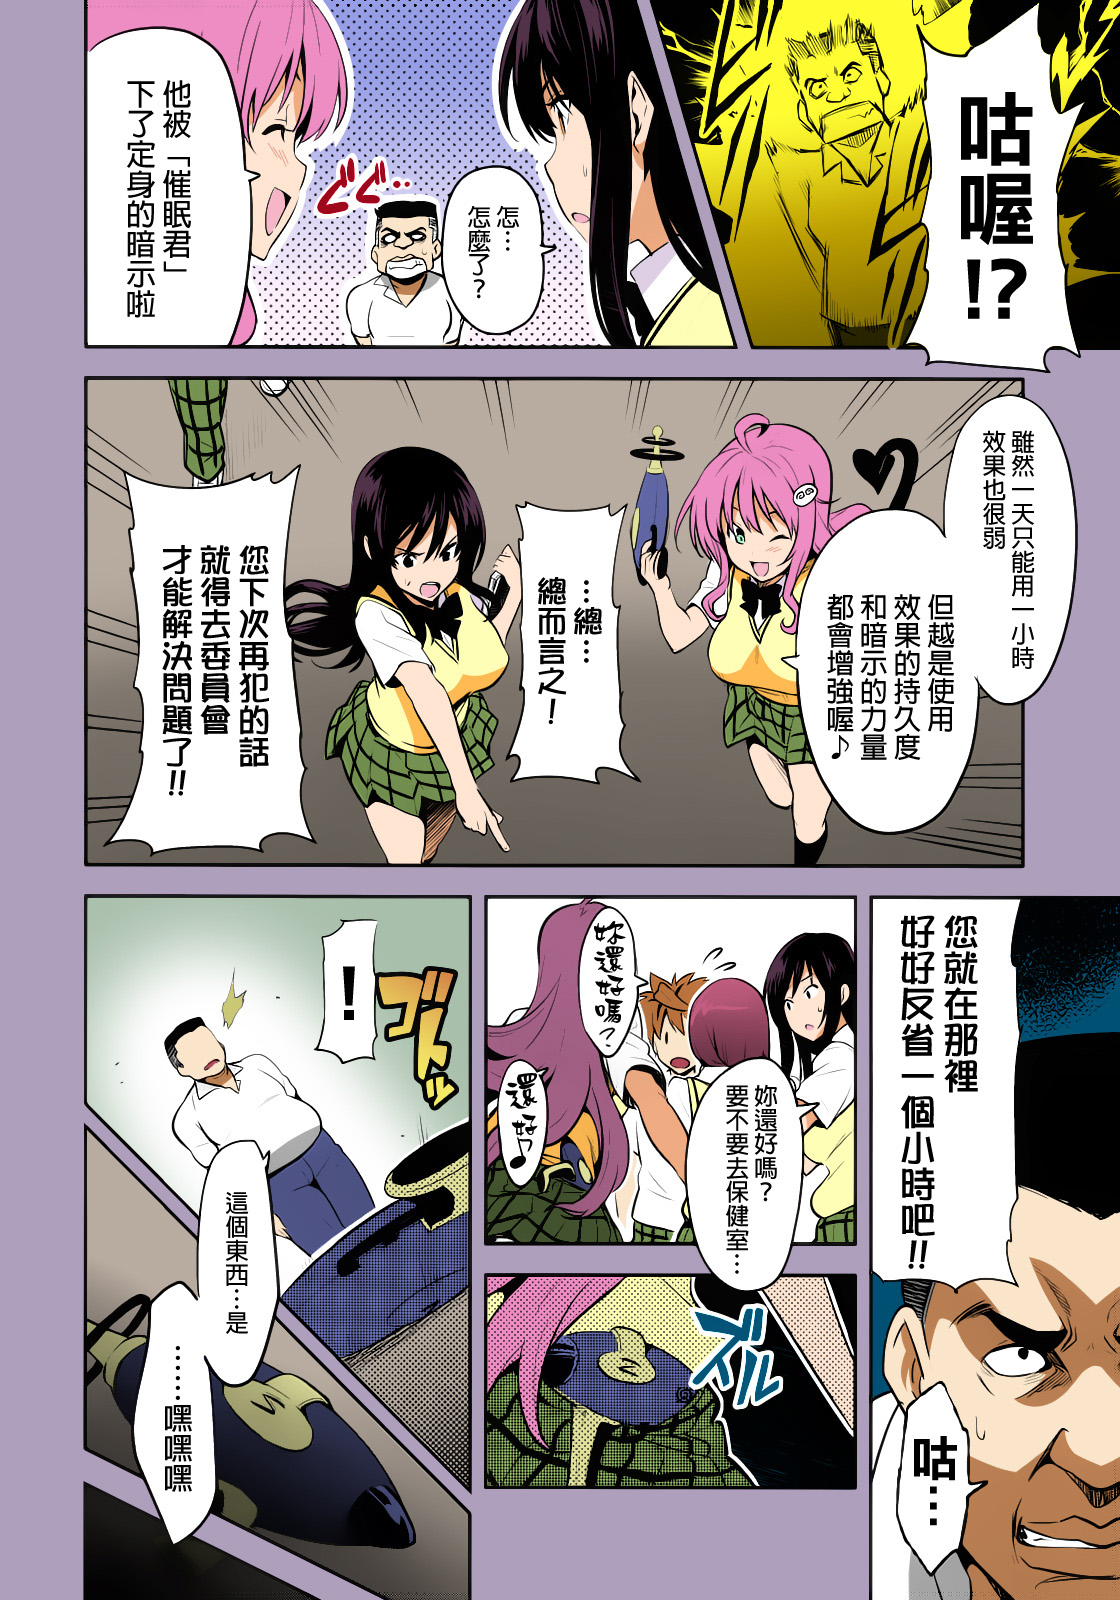 咕喔!?
怎…
怎麼了?
ぐぐ…
他被「催眠君」
下了定身的暗示啦
雖然一天只能用一小時
效果也很弱
但越是使用
效果的持久度
和暗示的力量
都會增強喔♪
…總…
總而言之!
您下次再犯的話
就得去委員會
才能解決問題了!!
您就在那裡
好好反省一個小時吧!!
咕…
妳還好嗎?
還好♪
妳還好嗎?
要不要去保健室…
ズル
ゴトッ
!
這個東西…是
……嘿嘿嘿